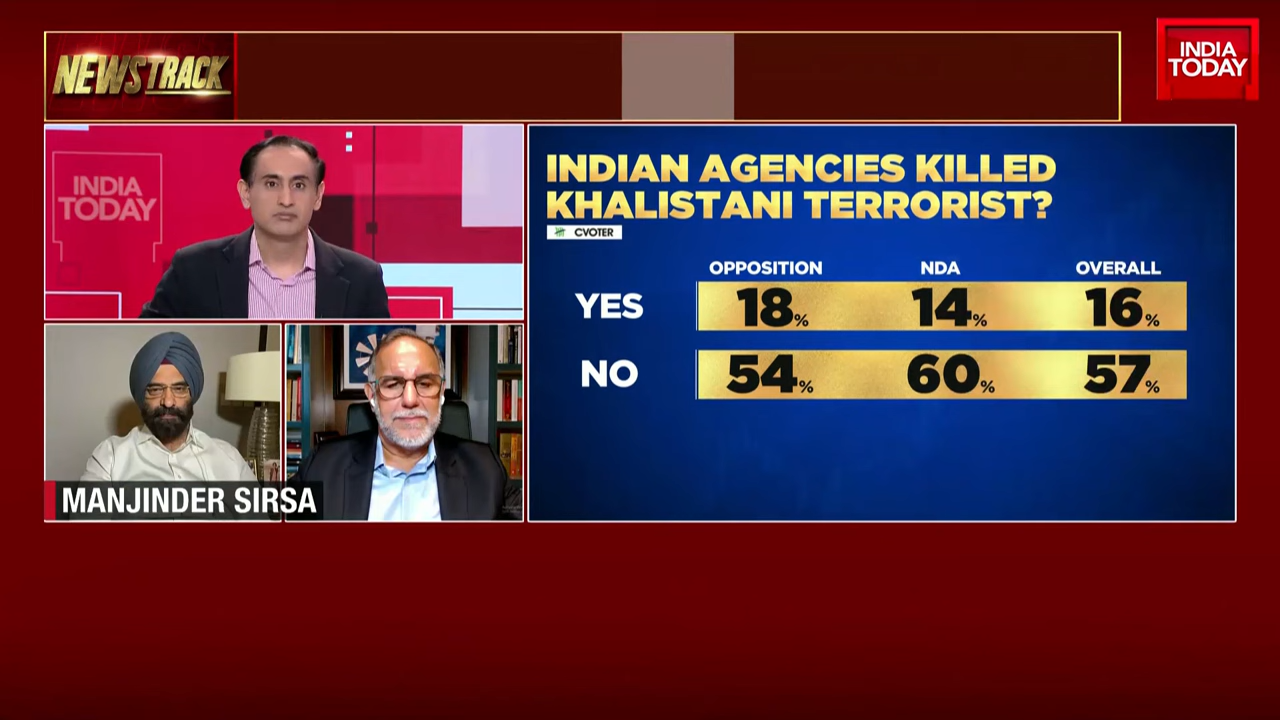 NEWSTRACK
INDIA
TODAY
INDIA
TODAY
MANJINDER SIRSA
INDIAN AGENCIES KILLED
KHALISTANI TERRORIST?
CVOTER
OPPOSITION NDA OVERALL
YES 18% 14% 16%
NO 54% 60% 57%